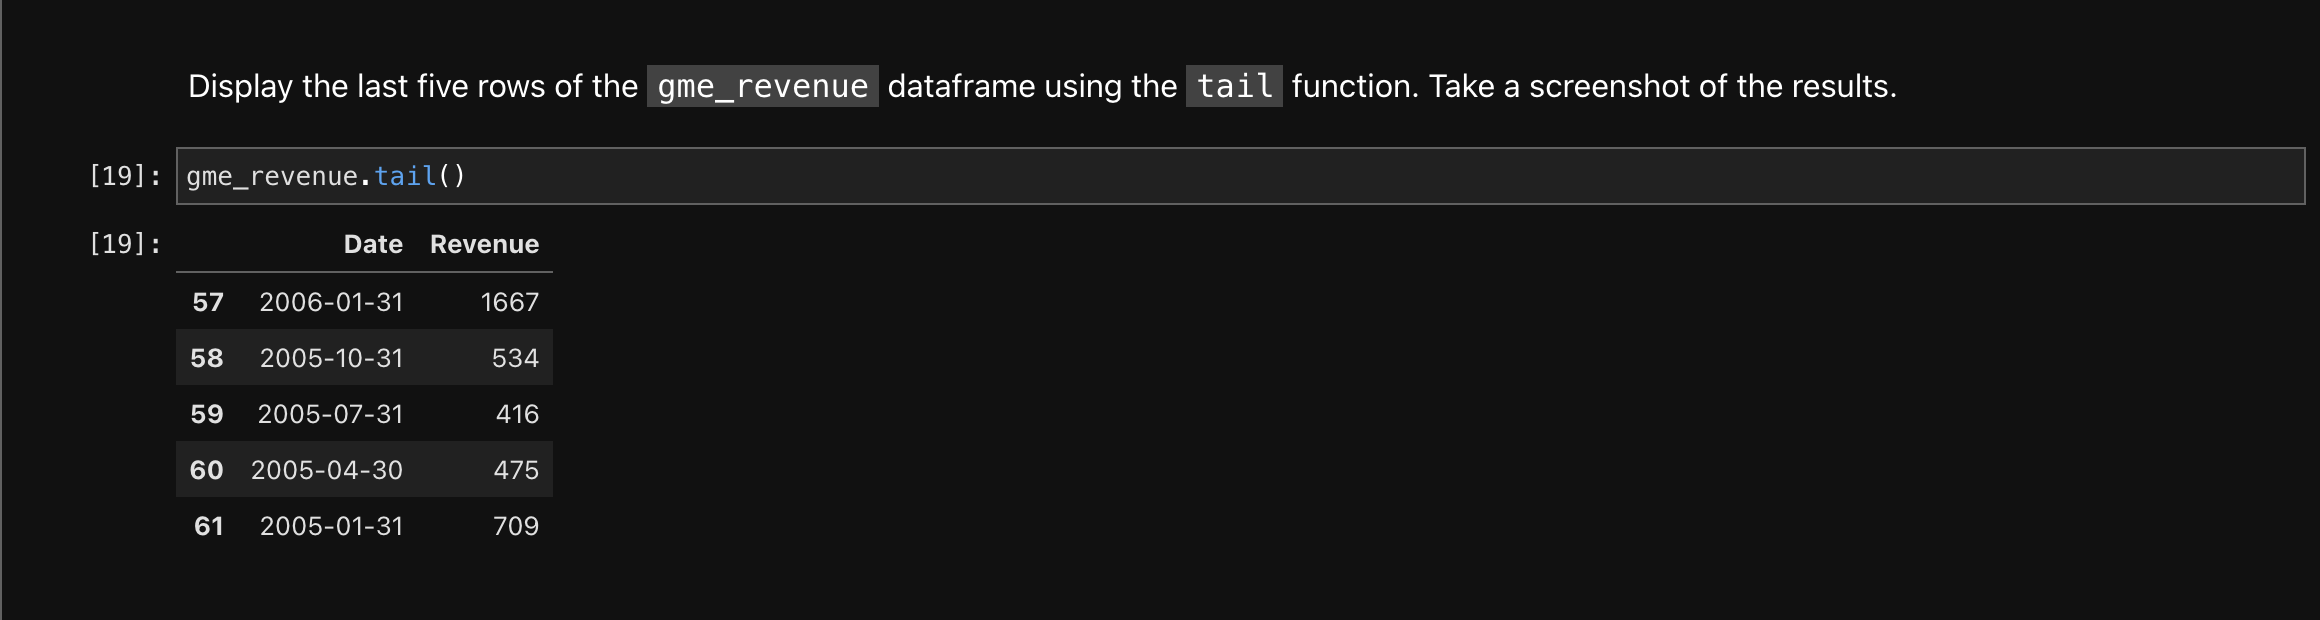 Display the last five rows of the gme_revenue dataframe using the tail function. Take a screenshot of the results.
[19]: gme_revenue.tail()
[19]: Date Revenue
57 2006-01-31 1667
58 2005-10-31 534
59 2005-07-31 416
60 2005-04-30 475
61 2005-01-31 709